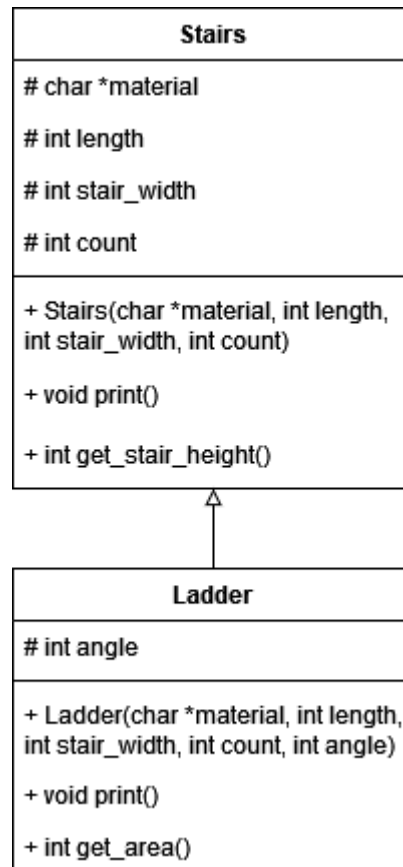 Stairs
# char *material
# int length
# int stair_width
# int count
+ Stairs(char *material, int length,
int stair_width, int count)
+ void print()
+ int get_stair_height()
Ladder
# int angle
+ Ladder(char *material, int length,
int stair_width, int count, int angle)
+ void print()
+ int get_area()